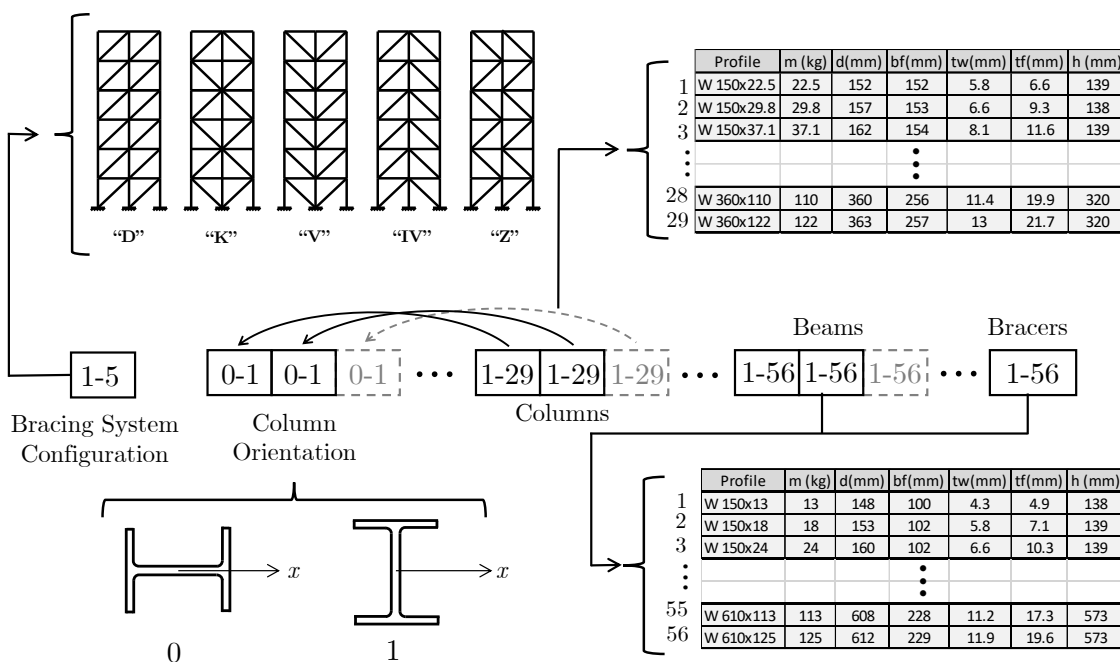 “D” “K” “V” “IV” “Z”
Profile m (kg) d(mm) bf(mm) tw(mm) tf(mm) h (mm)
1 W 150x22.5 22.5 152 152 5.8 6.6 139
2 W 150x29.8 29.8 157 153 6.6 9.3 138
3 W 150x37.1 37.1 162 154 8.1 11.6 139
28 W 360x110 110 360 256 11.4 19.9 320
29 W 360x122 122 363 257 13 21.7 320
Beams Bracers
1-5 0-1 0-1 0-1 1-29 1-29 1-29 1-56 1-56 1-56 1-56
Bracing System
Configuration
Column
Orientation
Columns
x x
0 1
Profile m (kg) d(mm) bf(mm) tw(mm) tf(mm) h (mm)
1 W 150x13 13 148 100 4.3 4.9 138
2 W 150x18 18 153 102 5.8 7.1 139
3 W 150x24 24 160 102 6.6 10.3 139
55 W 610x113 113 608 228 11.2 17.3 573
56 W 610x125 125 612 229 11.9 19.6 573